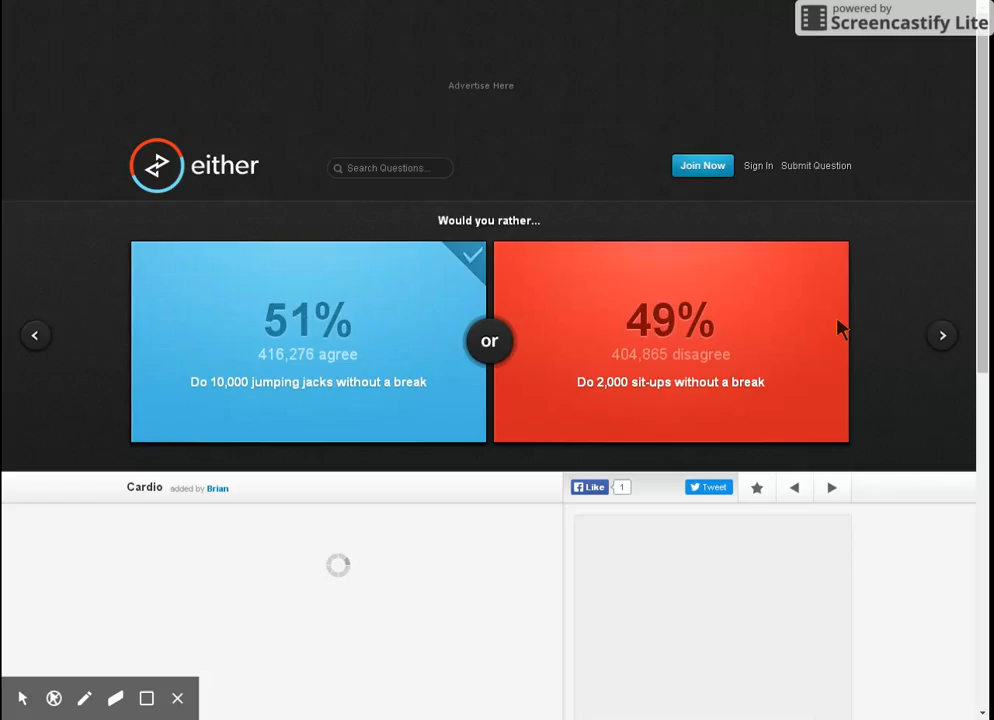 powered by
Screencastify Lite
Advertise Here
either
Search Questions...
Join Now
Sign In
Submit Question
Would you rather...
51%
416,276 agree
Do 10,000 jumping jacks without a break
or
49%
404,865 disagree
Do 2,000 sit-ups without a break
Cardio added by Brian
Like
1
Tweet